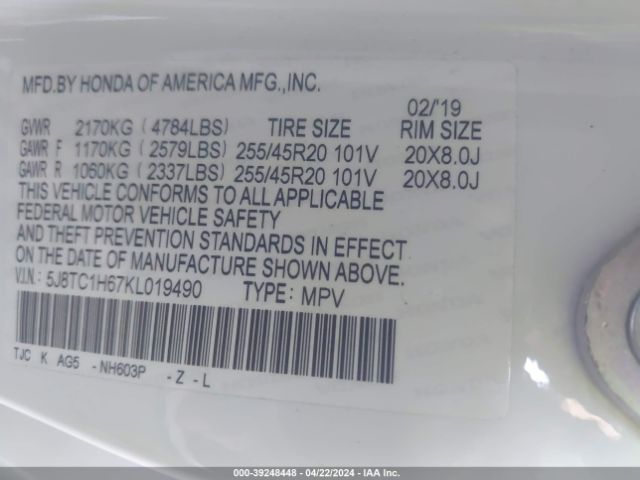 MFD.BY HONDA OF AMERICA MFG.,INC.
02/'19
GVWR 2170KG ( 4784LBS) TIRE SIZE RIM SIZE
GAWR F 1170KG ( 2579LBS) 255/45R20 101V 20X8.0J
GAWR R 1060KG ( 2337LBS) 255/45R20 101V 20X8.0J
THIS VEHICLE CONFORMS TO ALL APPLICABLE
FEDERAL MOTOR VEHICLE SAFETY
AND THEFT PREVENTION STANDARDS IN EFFECT
ON THE DATE OF MANUFACTURE SHOWN ABOVE.
V.I.N.: 5J8TC1H67KL019490 TYPE: MPV
TJC K AG5 -NH603P -Z-L
000-39248448 - 04/22/2024 - IAA Inc.